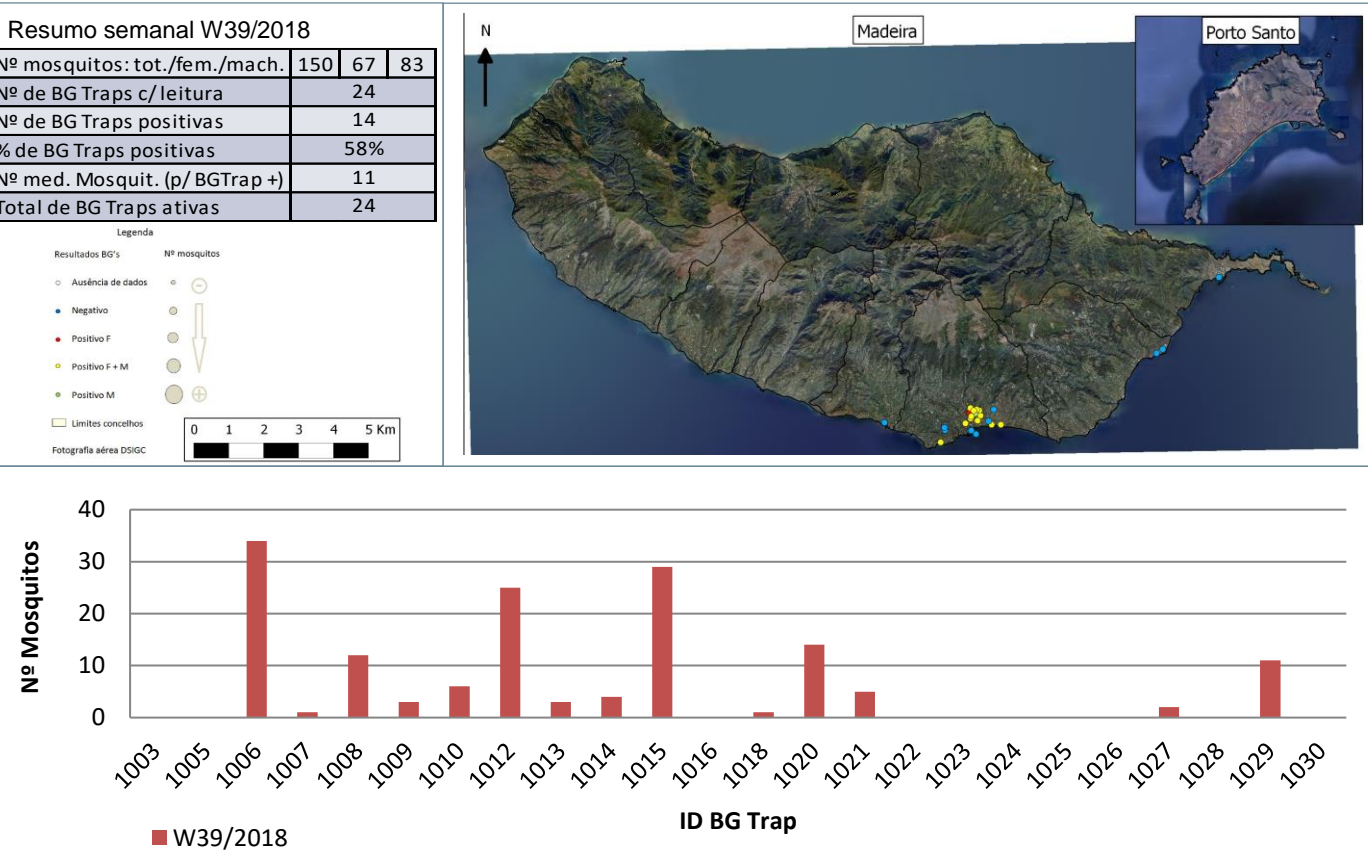 Resumo semanal W39/2018
Nº mosquitos: tot./fem./mach. 150 67 83
Nº de BG Traps c/ leitura 24
Nº de BG Traps positivas 14
% de BG Traps positivas 58%
Nº med. Mosquit. (p/ BGTrap +) 11
Total de BG Traps ativas 24
Legenda
Resultados BG's Nº mosquitos
Ausência de dados
Negativo
Positivo F
Positivo F + M
Positivo M
Limites concelhos
Fotografia aérea DSIGC
0 1 2 3 4 5 Km
N
Madeira
Porto Santo
Nº Mosquitos
40
30
20
10
0
1003 1005 1006 1007 1008 1009 1010 1012 1013 1014 1015 1016 1018 1020 1021 1022 1023 1024 1025 1026 1027 1028 1029 1030
ID BG Trap
W39/2018